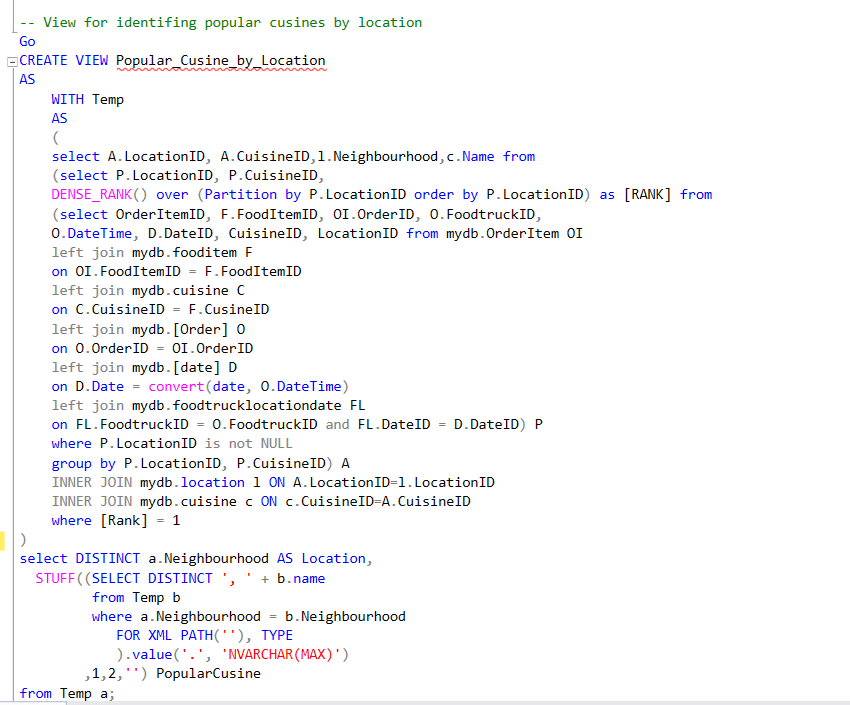 -- View for identifing popular cusines by location
Go
CREATE VIEW Popular_Cusine_by_Location
AS
WITH Temp
AS
(
select A.LocationID, A.CuisineID,l.Neighbourhood,c.Name from
(select P.LocationID, P.CuisineID,
DENSE_RANK() over (Partition by P.LocationID order by P.LocationID) as [RANK] from
(select OrderItemID, F.FoodItemID, OI.OrderID, O.FoodtruckID,
O.DateTime, D.DateID, CuisineID, LocationID from mydb.OrderItem OI
left join mydb.fooditem F
on OI.FoodItemID = F.FoodItemID
left join mydb.cuisine C
on C.CuisineID = F.CusineID
left join mydb.[Order] O
on O.OrderID = OI.OrderID
left join mydb.[date] D
on D.Date = convert(date, O.DateTime)
left join mydb.foodtrucklocationdate FL
on FL.FoodtruckID = O.FoodtruckID and FL.DateID = D.DateID) P
where P.LocationID is not NULL
group by P.LocationID, P.CuisineID) A
INNER JOIN mydb.location l ON A.LocationID=l.LocationID
INNER JOIN mydb.cuisine c ON c.CuisineID=A.CuisineID
where [Rank] = 1
)
select DISTINCT a.Neighbourhood AS Location,
STUFF((SELECT DISTINCT ', ' + b.name
from Temp b
where a.Neighbourhood = b.Neighbourhood
FOR XML PATH(''), TYPE
).value('.', 'NVARCHAR(MAX)')
,1,2,'') PopularCusine
from Temp a;